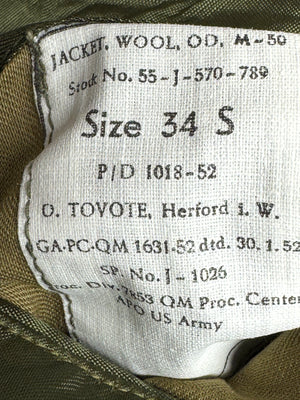 JACKET, WOOL, OD, M-50
Stock No. 55-J-570-789
Size 34 S
P/D 1018-52
O. TOVOTE, Herford i. W.
GA-PC-QM 1631-52 dtd. 30.1.52
SP. No. J-1026
Proc. Div. 7853 QM Proc. Center
APO US Army